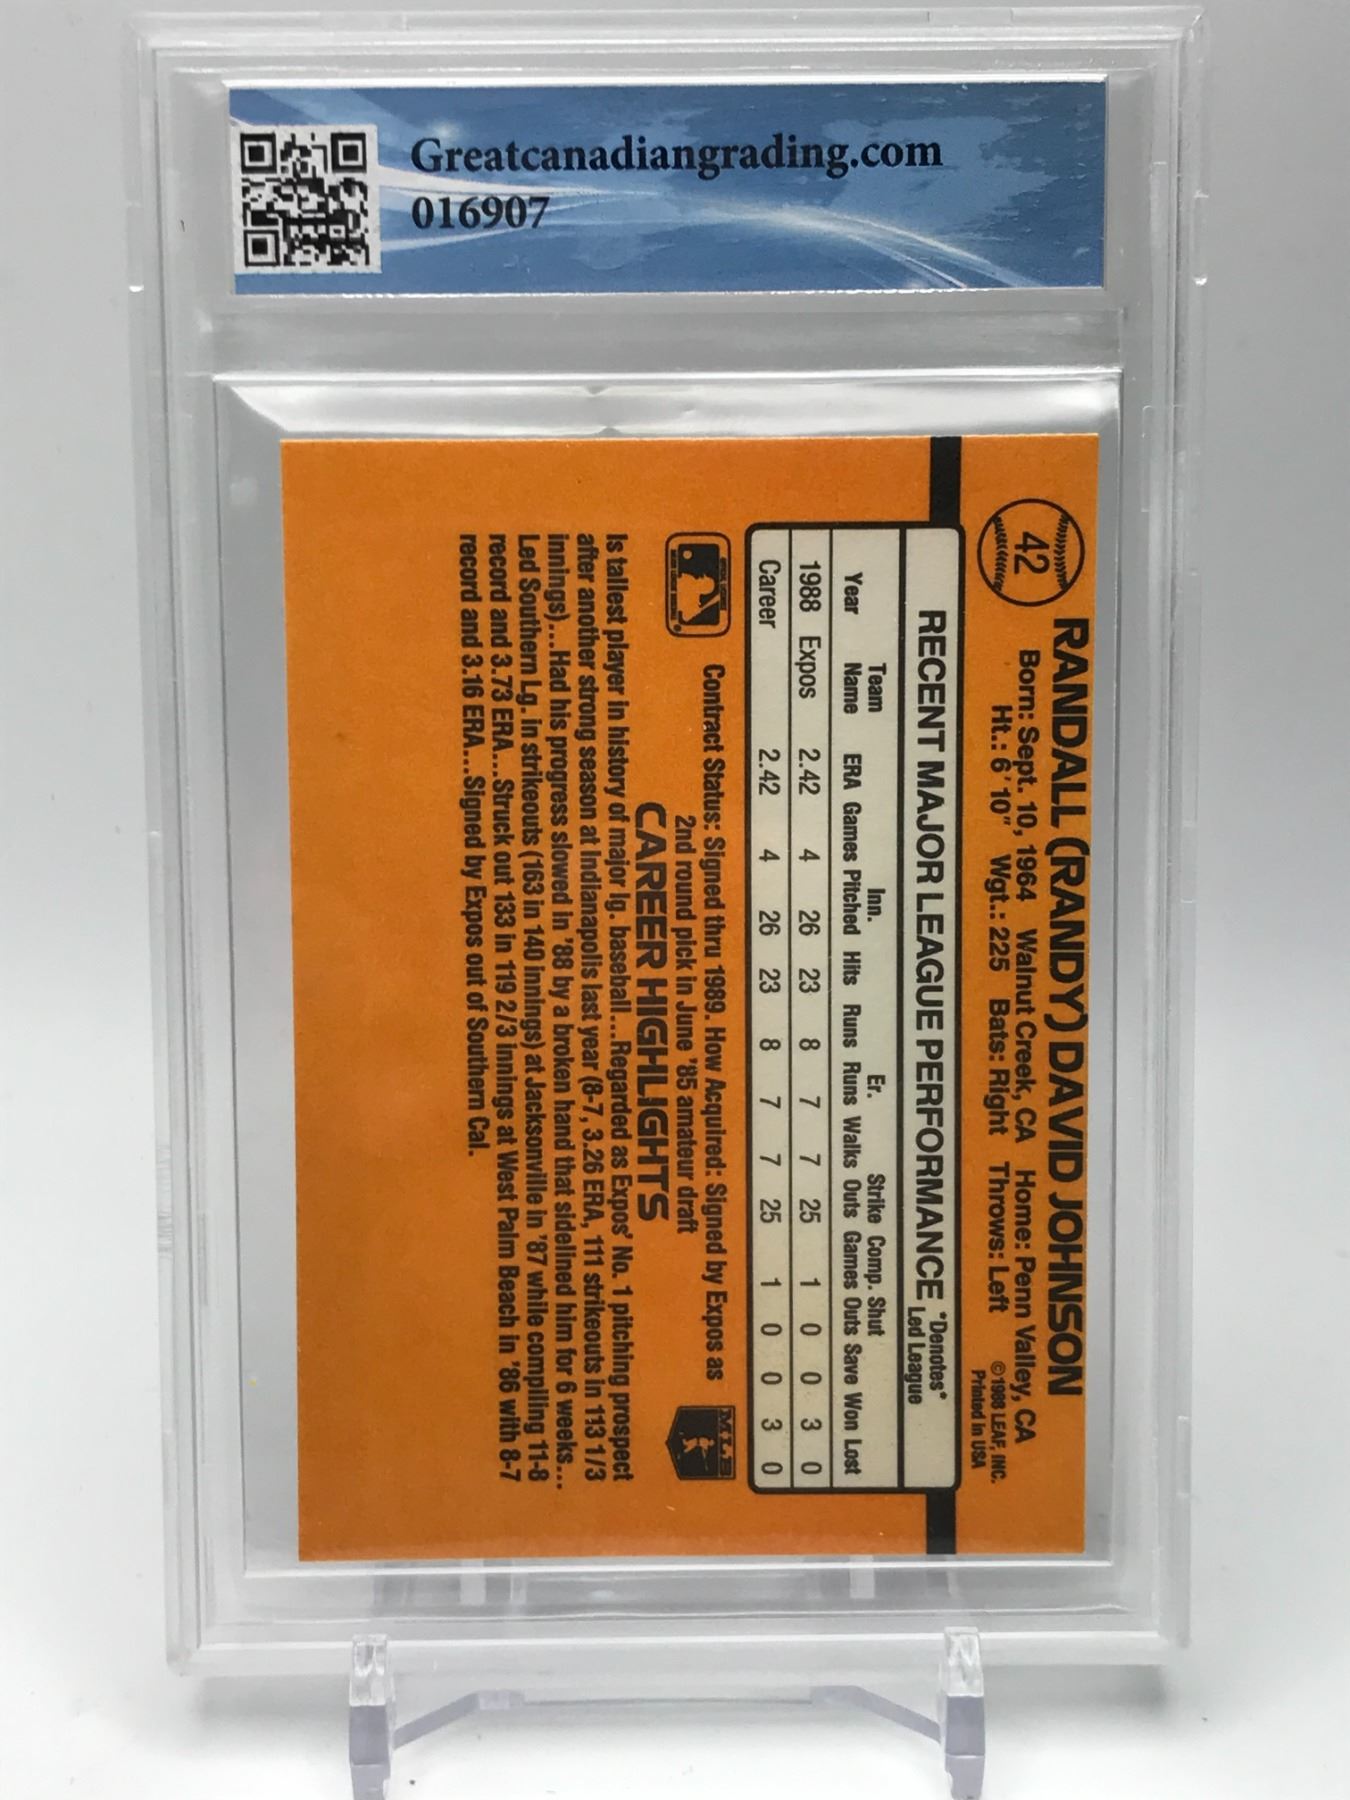 Greatcanadiangrading.com
016907
42
RANDALL (RANDY) DAVID JOHNSON
Born: Sept. 10, 1964 Walnut Creek, CA Home: Penn Valley, CA
Ht.: 6'10" Wgt.: 225 Bats: Right Throws: Left
© 1988 LEAF, INC.
Printed in USA
RECENT MAJOR LEAGUE PERFORMANCE *Denotes*
Led League
Team Inn. Er. Strike Comp. Shut
Year Name ERA Games Pitched Hits Runs Runs Walks Outs Games Outs Save Won Lost
1988 Expos 2.42 4 26 23 8 7 7 25 1 0 0 3 0
Career 2.42 4 26 23 8 7 7 25 1 0 0 3 0
Contract Status: Signed thru 1989. How Acquired: Signed by Expos as
2nd round pick in June '85 amateur draft
MLB
CAREER HIGHLIGHTS
Is tallest player in history of major lg. baseball....Regarded as Expos' No. 1 pitching prospect
after another strong season at Indianapolis last year (8-7, 3.26 ERA, 111 strikeouts in 113 1/3
innings)....Had his progress slowed in '88 by a broken hand that sidelined him for 6 weeks...
Led Southern Lg. in strikeouts (163 in 140 innings) at Jacksonville in '87 while compiling 11-8
record and 3.73 ERA...Struck out 133 in 119 2/3 innings at West Palm Beach in '86 with 8-7
record and 3.16 ERA...Signed by Expos out of Southern Cal.